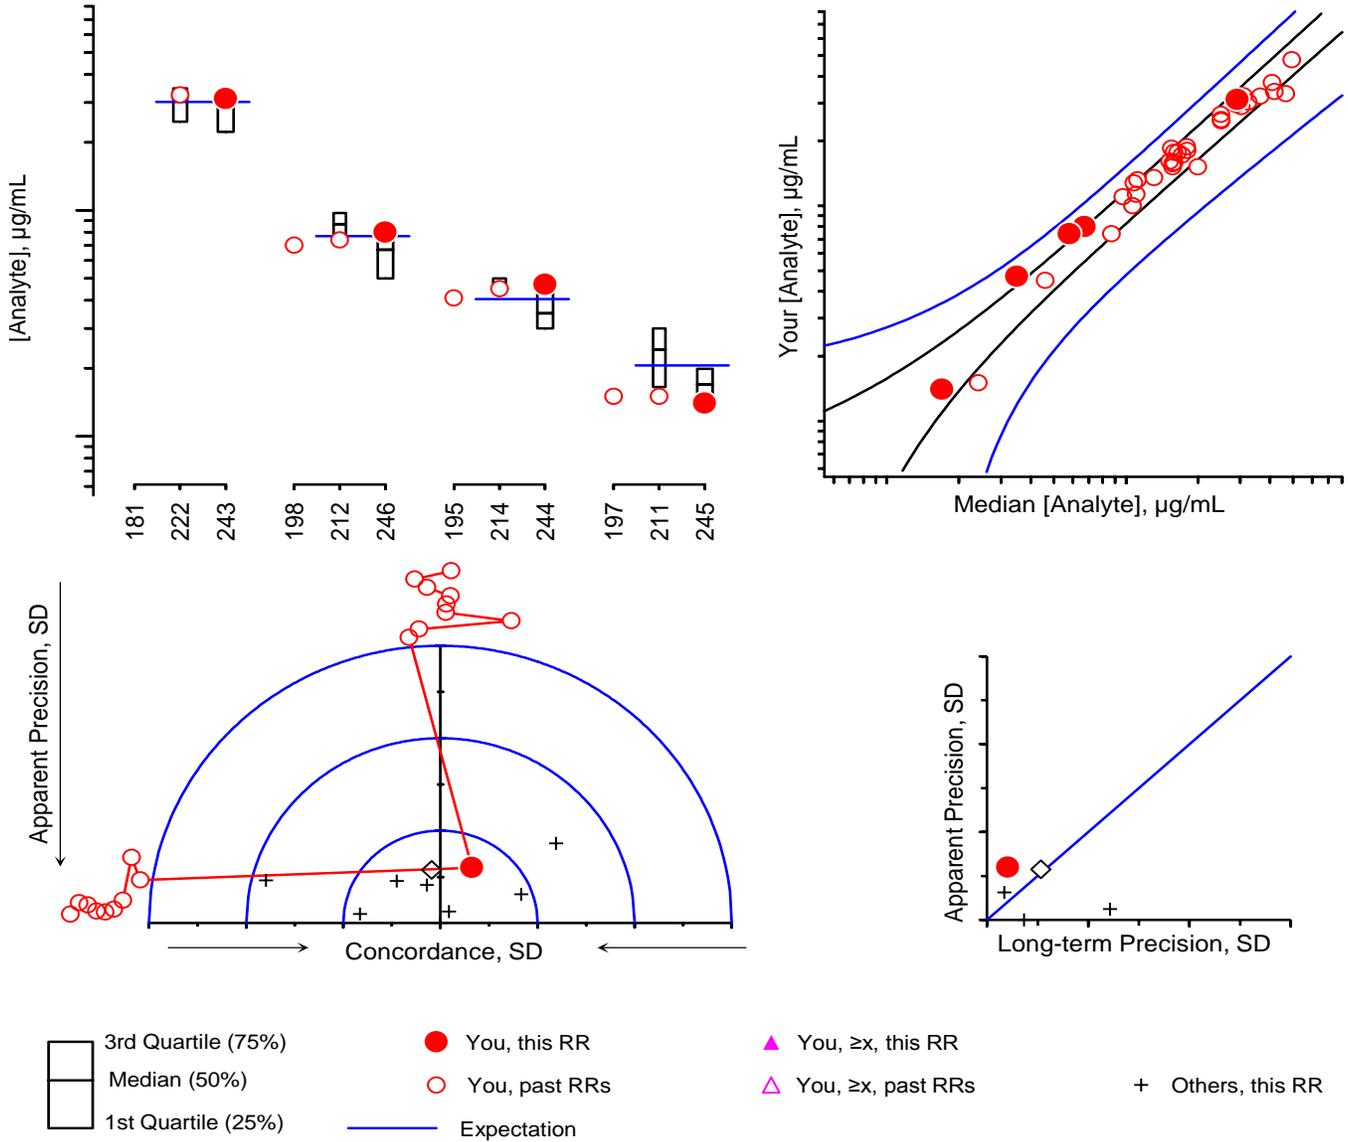 [Analyte], µg/mL
181 222 243 198 212 246 195 214 244 197 211 245
Your [Analyte], µg/mL
Median [Analyte], µg/mL
Apparent Precision, SD
Concordance, SD
Apparent Precision, SD
Long-term Precision, SD
3rd Quartile (75%)
Median (50%)
1st Quartile (25%)
You, this RR
You, past RRs
Expectation
You, ≥x, this RR
You, ≥x, past RRs
Others, this RR